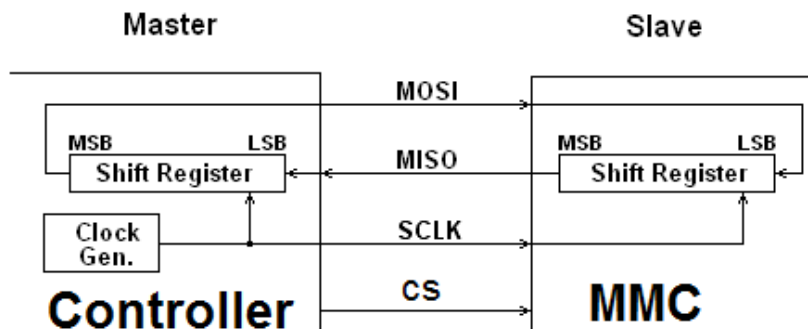 Master
Slave
MOSI
MSB
LSB
Shift Register
MISO
MSB
LSB
Shift Register
Clock
Gen.
SCLK
CS
Controller
MMC